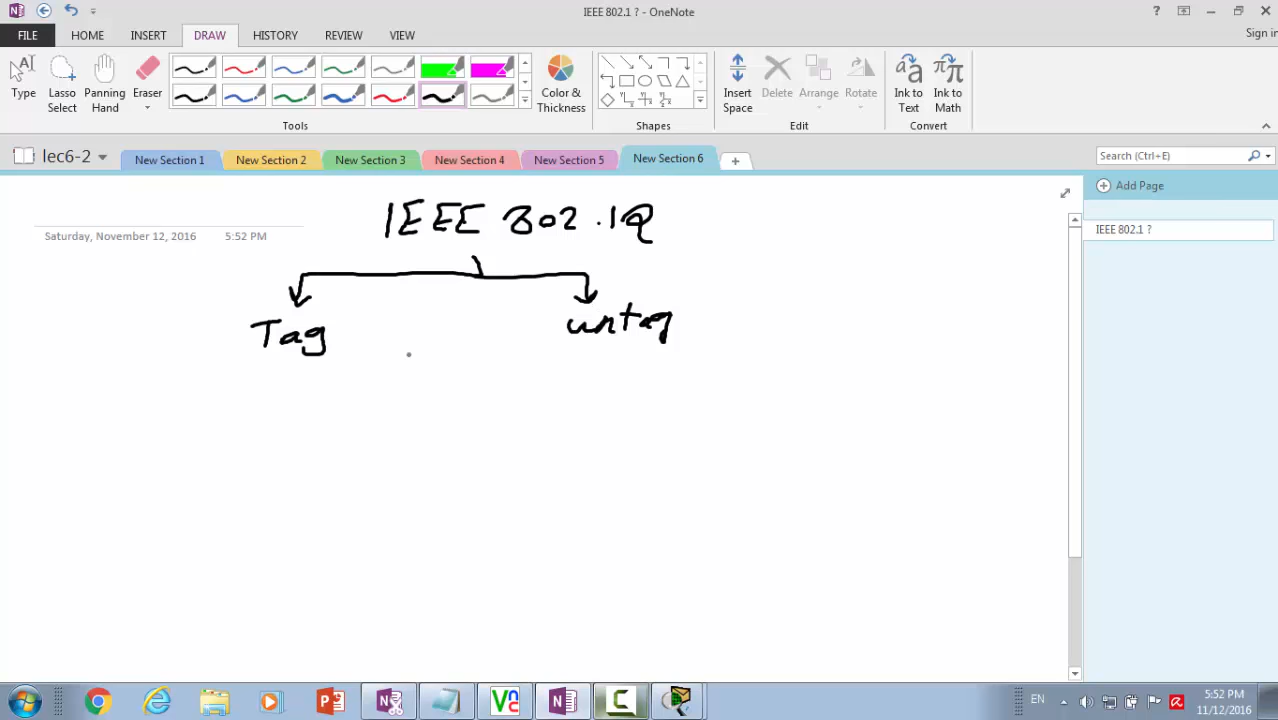 IEEE 802.1 ? - OneNote
?
FILE HOME INSERT DRAW HISTORY REVIEW VIEW Sign in
Type Lasso Select Panning Hand Eraser Color & Thickness Insert Space Delete Arrange Rotate Ink to Text Ink to Math
Tools Shapes Edit Convert
lec6-2 New Section 1 New Section 2 New Section 3 New Section 4 New Section 5 New Section 6 Search (Ctrl+E)
Add Page
IEEE 802.1 ?
IEEE 802.1Q
Saturday, November 12, 2016 5:52 PM
Tag untag
EN 5:52 PM
11/12/2016